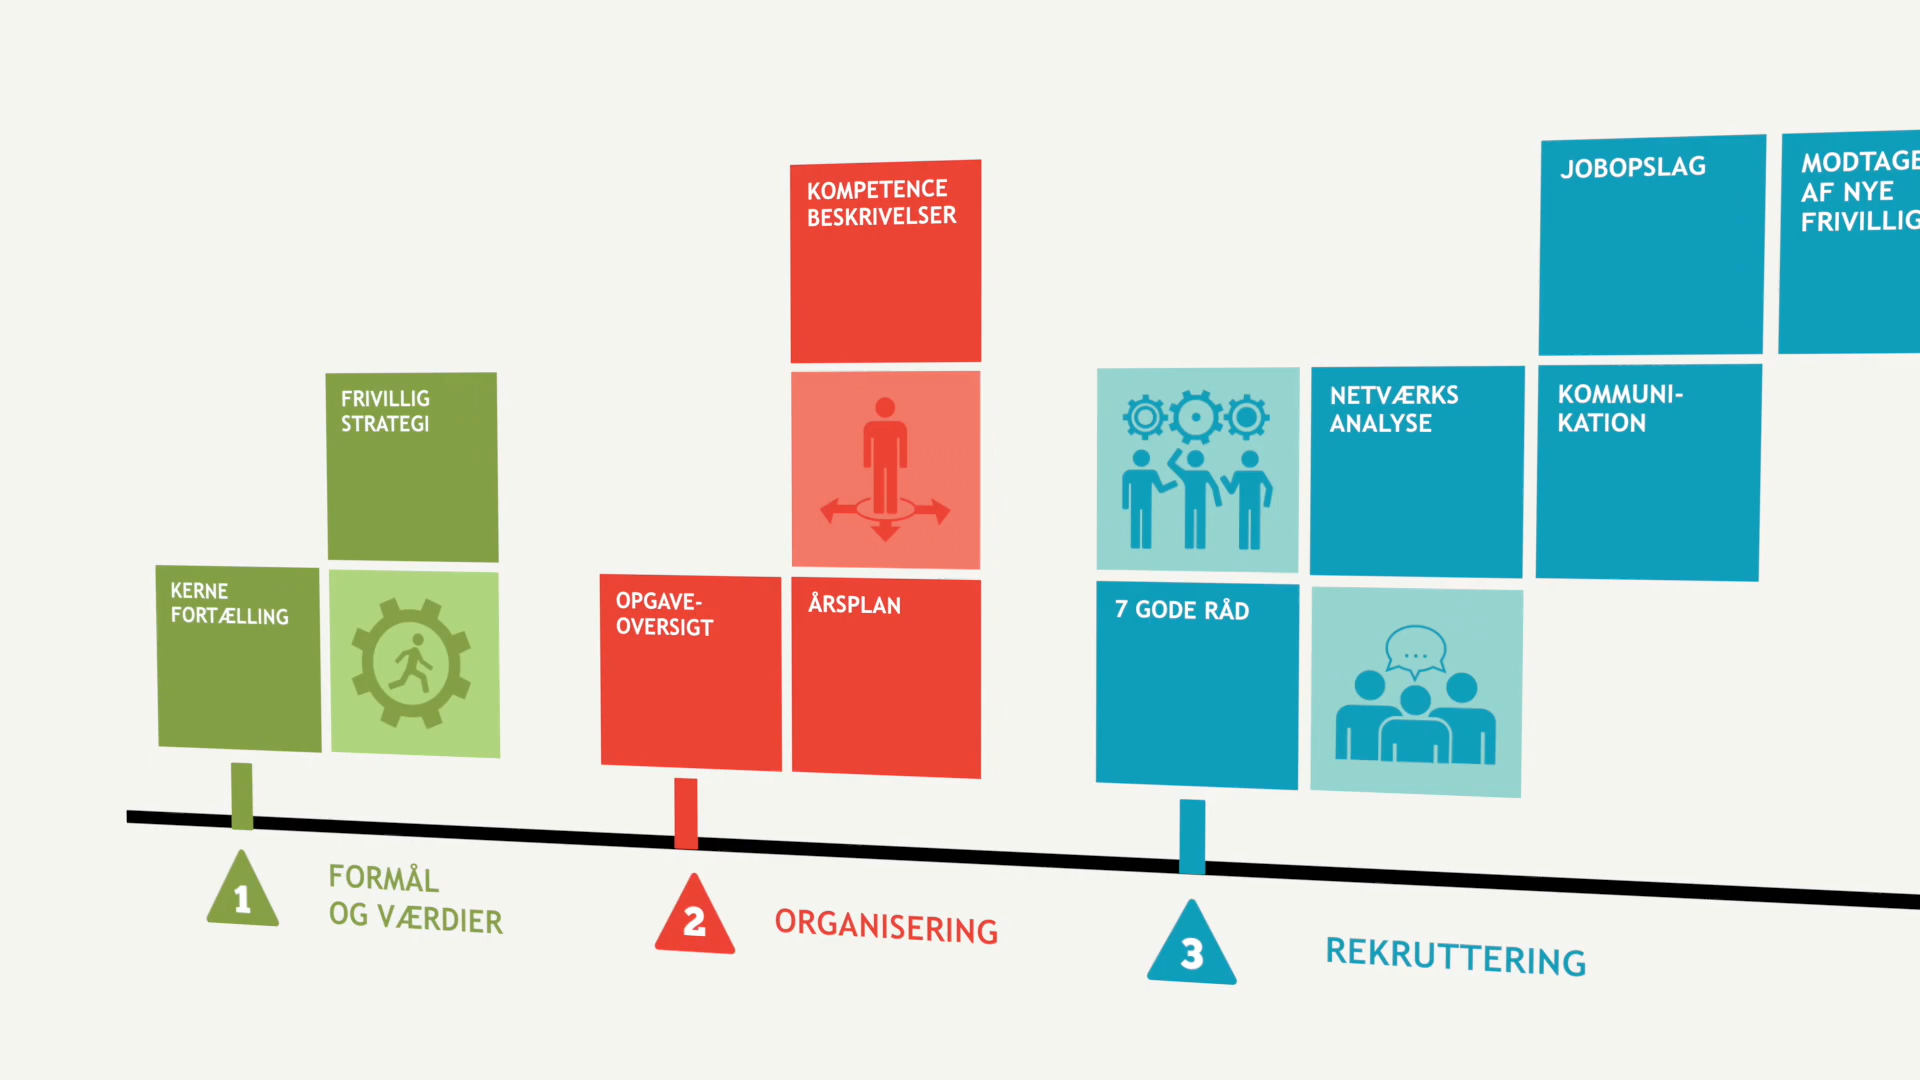 KERNE
FORTÆLLING
FRIVILLIG
STRATEGI
1
FORMÅL
OG VÆRDIER
KOMPETENCE
BESKRIVELSER
OPGAVE-
OVERSIGT
ÅRSPLAN
2
ORGANISERING
JOBOPSLAG
MODTAGE
AF NYE
FRIVILLIG
NETVÆRKS
ANALYSE
KOMMUNI-
KATION
7 GODE RÅD
...
3
REKRUTTERING